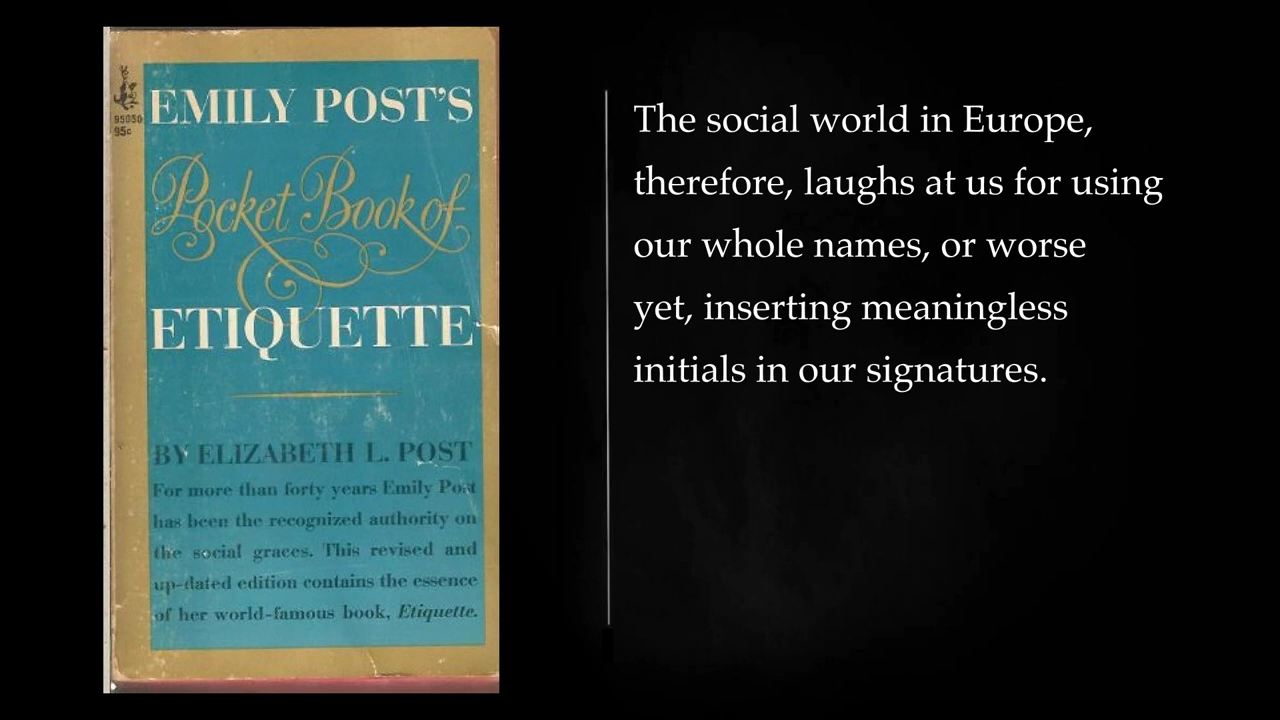 EMILY POST'S
Pocket Book of
ETIQUETTE
95050
95c
BY ELIZABETH L. POST
For more than forty years Emily Post
has been the recognized authority on
the social graces. This revised and
up-dated edition contains the essence
of her world-famous book, Etiquette.
The social world in Europe,
therefore, laughs at us for using
our whole names, or worse
yet, inserting meaningless
initials in our signatures.